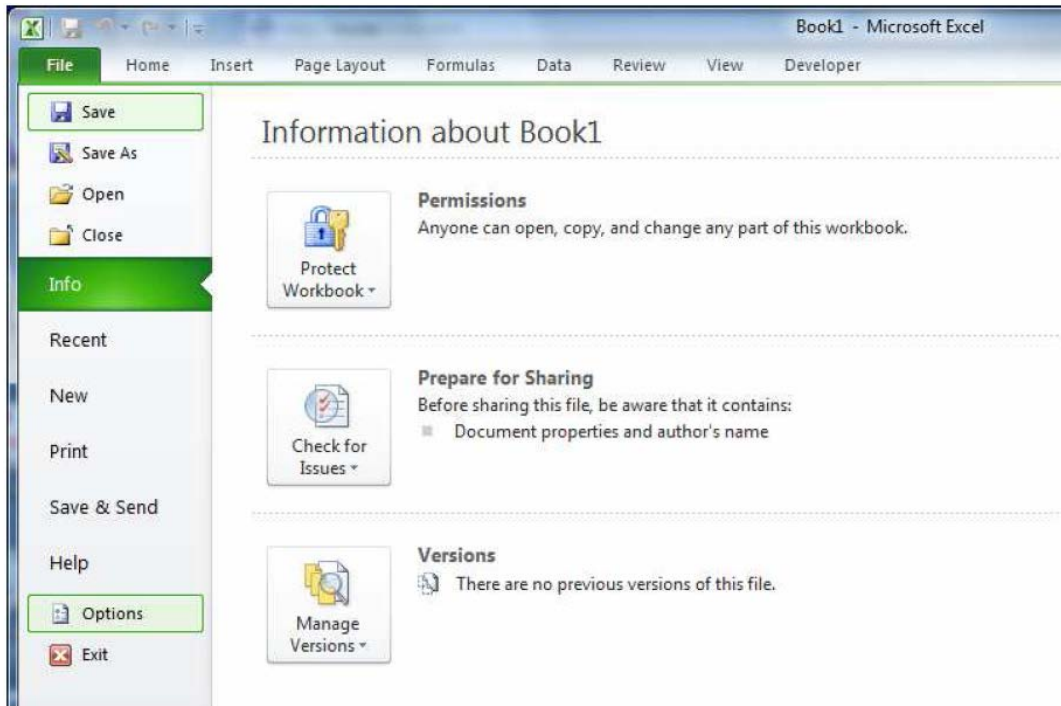 Book1 - Microsoft Excel
File Home Insert Page Layout Formulas Data Review View Developer
Save
Save As
Open
Close
Info
Recent
New
Print
Save & Send
Help
Options
Exit
Information about Book1
Protect
Workbook
Permissions
Anyone can open, copy, and change any part of this workbook.
Check for
Issues
Prepare for Sharing
Before sharing this file, be aware that it contains:
Document properties and author's name
Manage
Versions
Versions
There are no previous versions of this file.